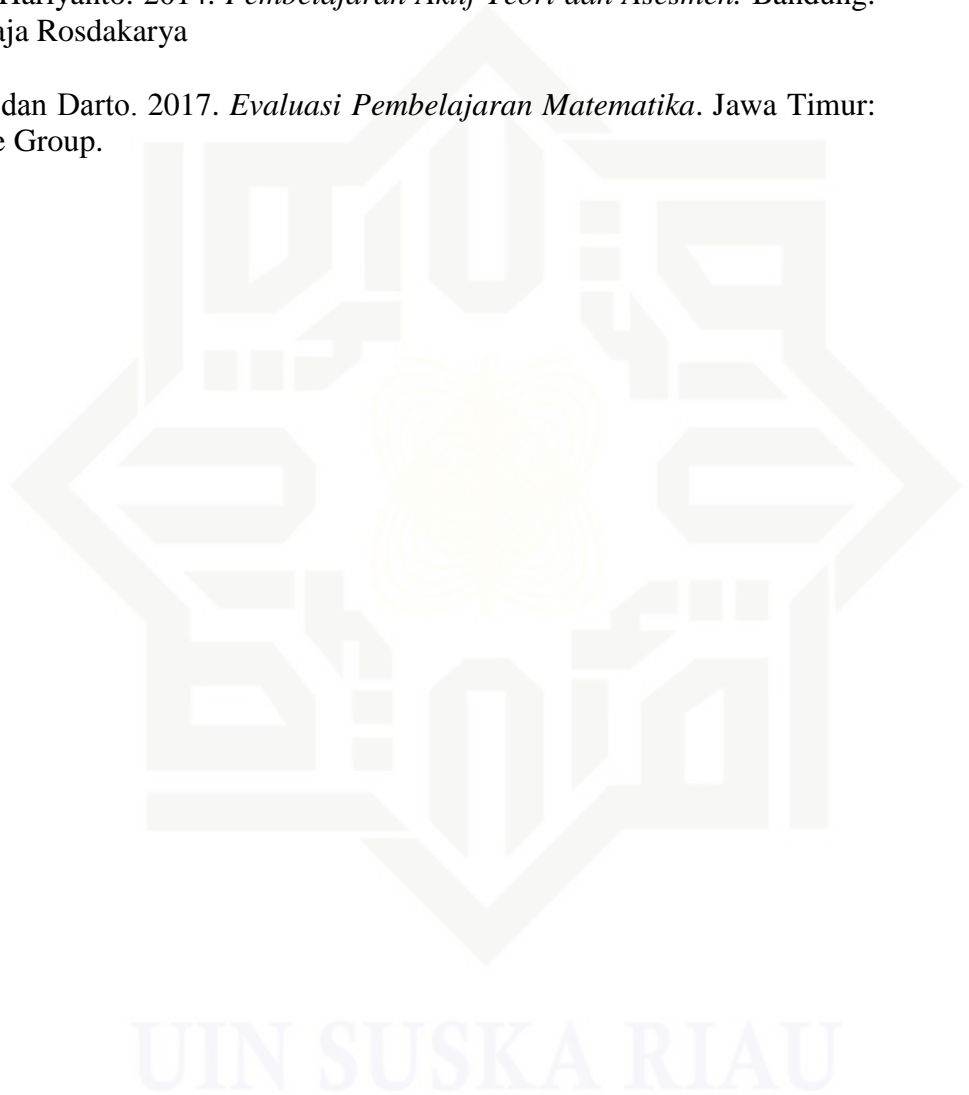 Hariyanto. 2014. Pembelajaran Aktif Teori dan Asesmen. Bandung:
aja Rosdakarya
dan Darto. 2017. Evaluasi Pembelajaran Matematika. Jawa Timur:
e Group.
UIN SUSKA RIAU